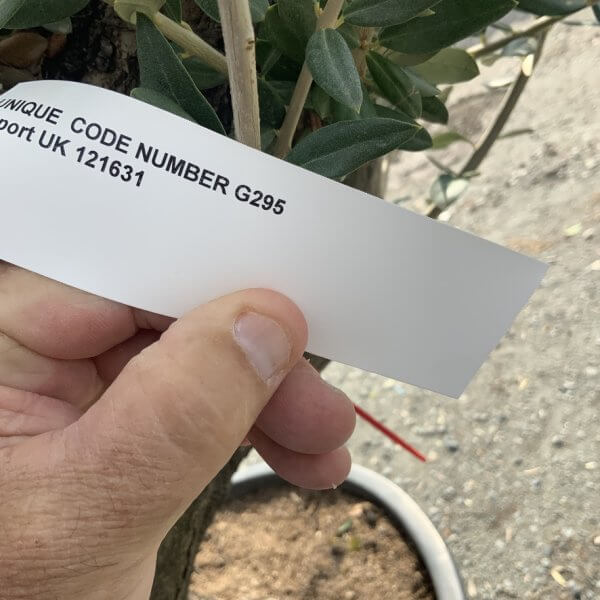 UNIQUE CODE NUMBER G295
port UK 121631